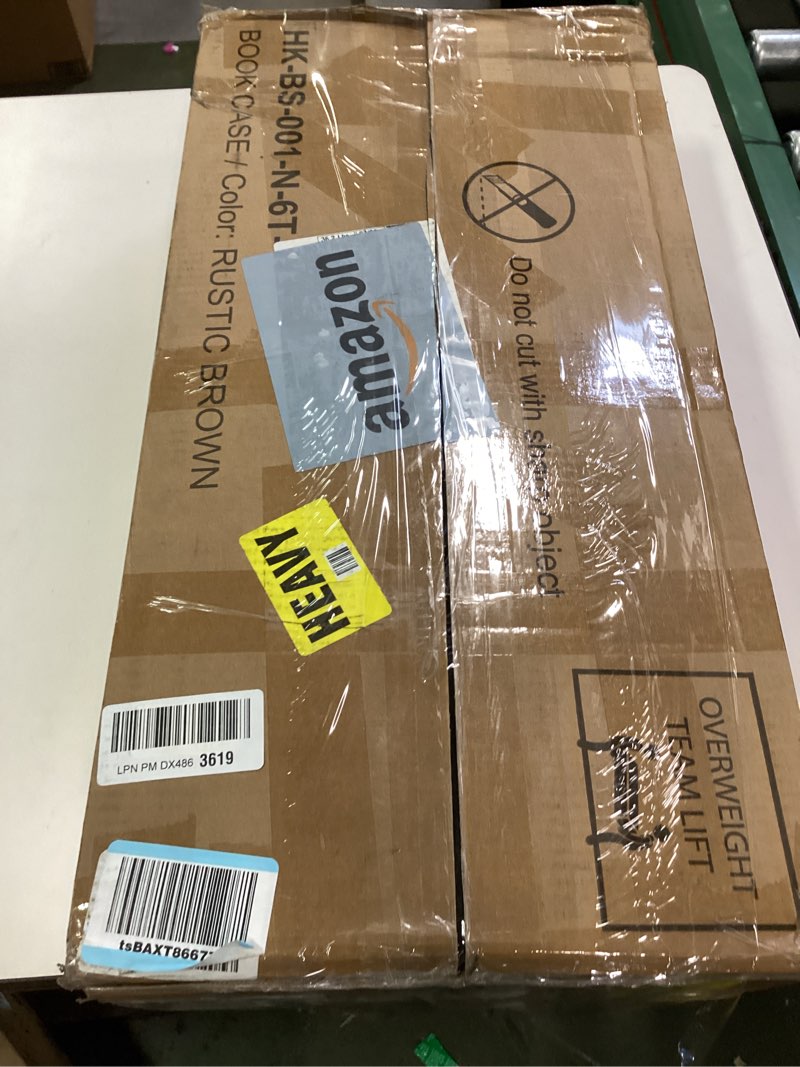 HK-BS-001-N-6T-
BOOK CASE / Color: RUSTIC BROWN
Do not cut with sharp object
amazon
HEAVY
OVERWEIGHT
TEAM LIFT
LPN PM DX486 3619
tsBAXT8667